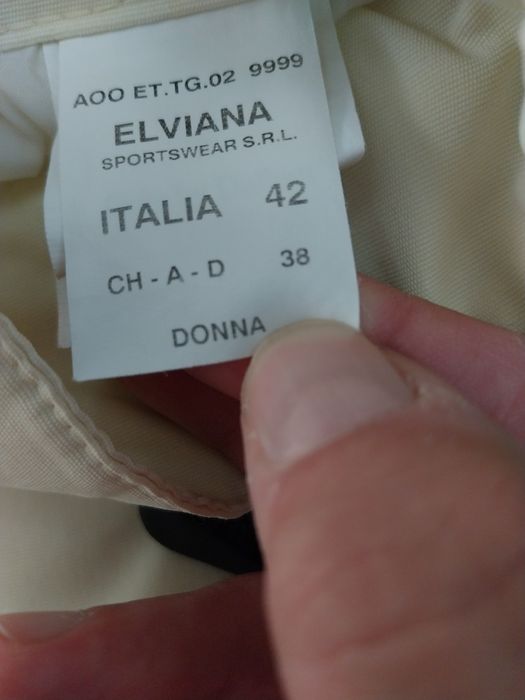 AOO ET.TG.02 9999
ELVIANA
SPORTSWEAR S.R.L.
ITALIA 42
CH - A - D 38
DONNA